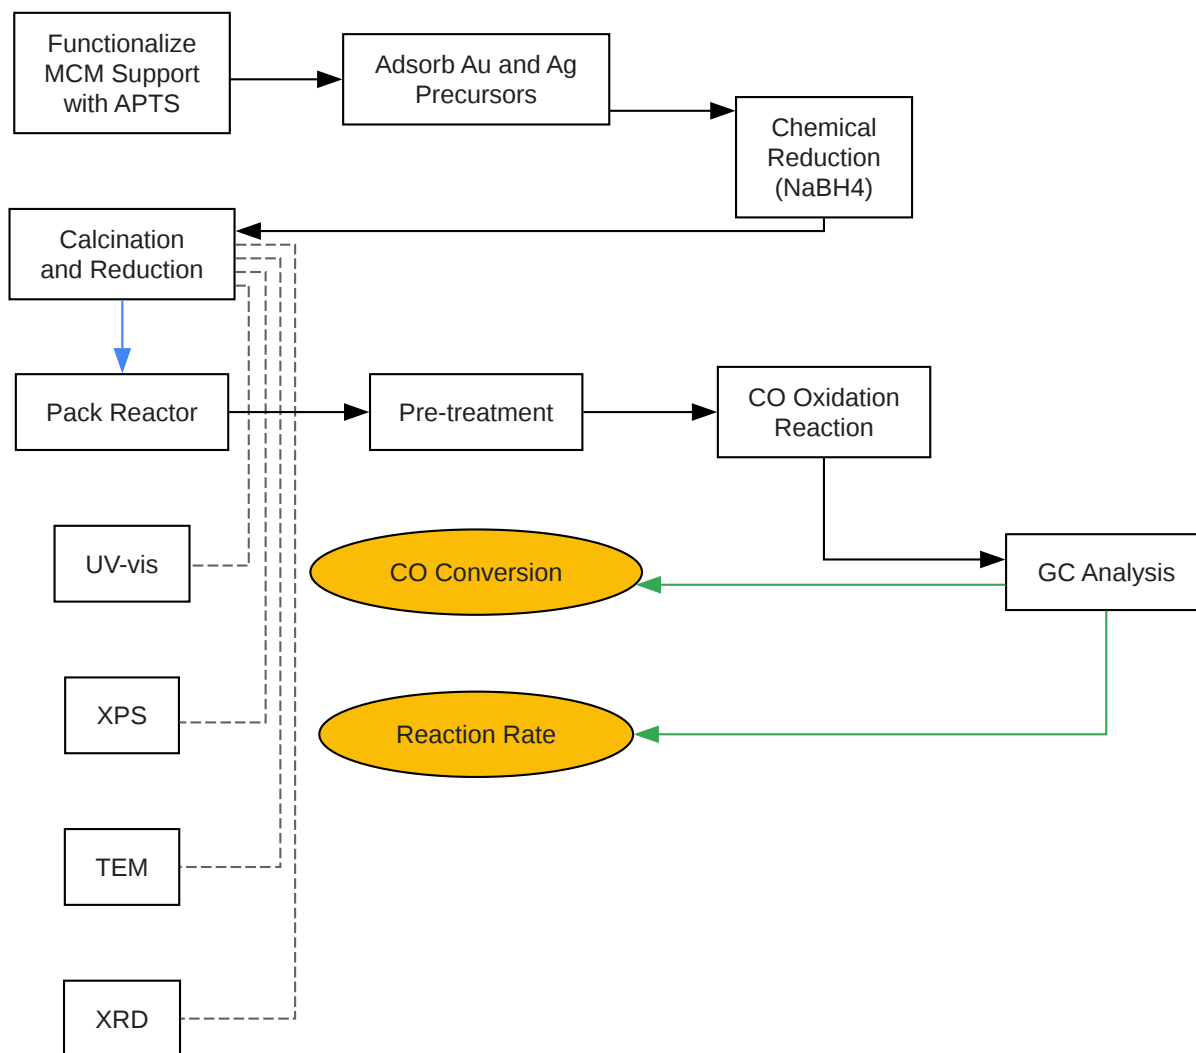 Functionalize
MCM Support
with APTS
Adsorb Au and Ag
Precursors
Chemical
Reduction
(NaBH4)
Calcination
and Reduction
Pack Reactor
Pre-treatment
CO Oxidation
Reaction
UV-vis
CO Conversion
GC Analysis
XPS
Reaction Rate
TEM
XRD